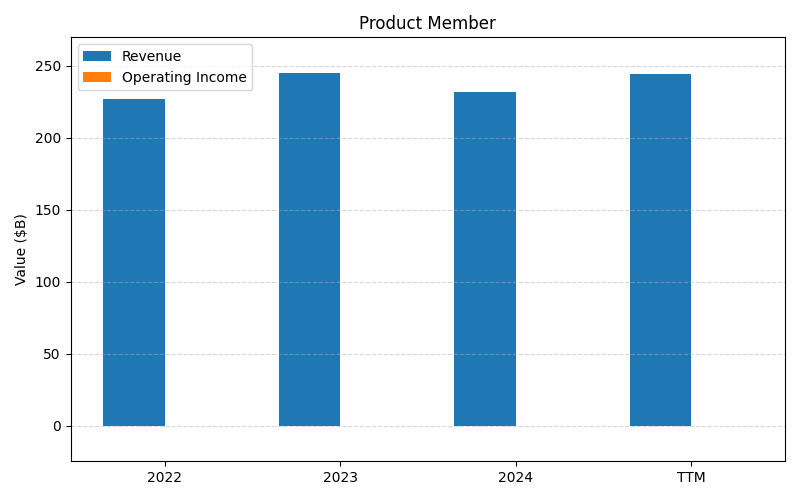 Product Member
Revenue
Operating Income
Value ($B)
250
200
150
100
50
0
2022 2023 2024 TTM